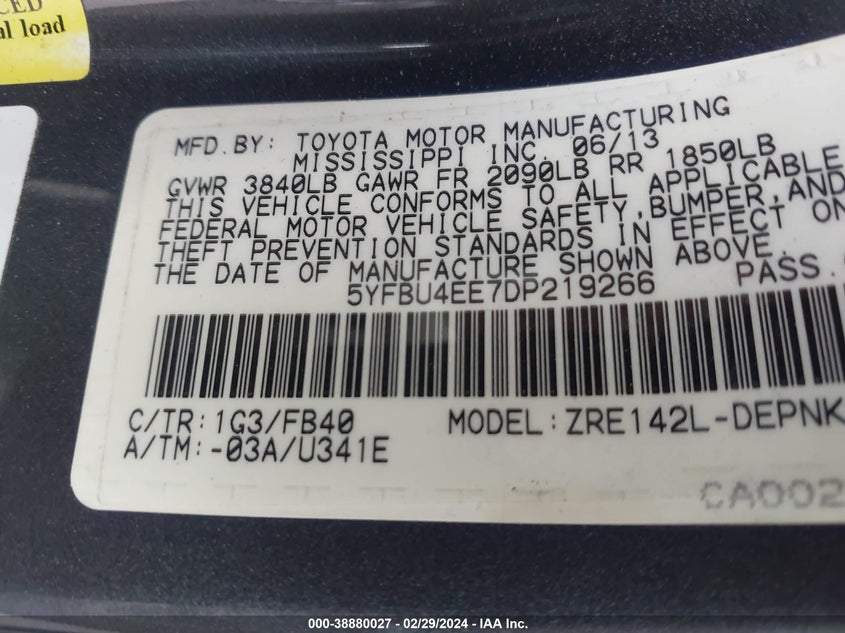 CED
al load
MFD.BY: TOYOTA MOTOR MANUFACTURING
MISSISSIPPI INC. 06/13
GVWR 3840LB GAWR FR 2090LB RR 1850LB
THIS VEHICLE CONFORMS TO ALL APPLICABLE
FEDERAL MOTOR VEHICLE SAFETY,BUMPER,AND
THEFT PREVENTION STANDARDS IN EFFECT ON
THE DATE OF MANUFACTURE SHOWN ABOVE.
5YFBU4EE7DP219266 PASS.
C/TR:1G3/FB40 MODEL:ZRE142L-DEPNK
A/TM:-03A/U341E
CA002
000-38880027 - 02/29/2024 - IAA Inc.